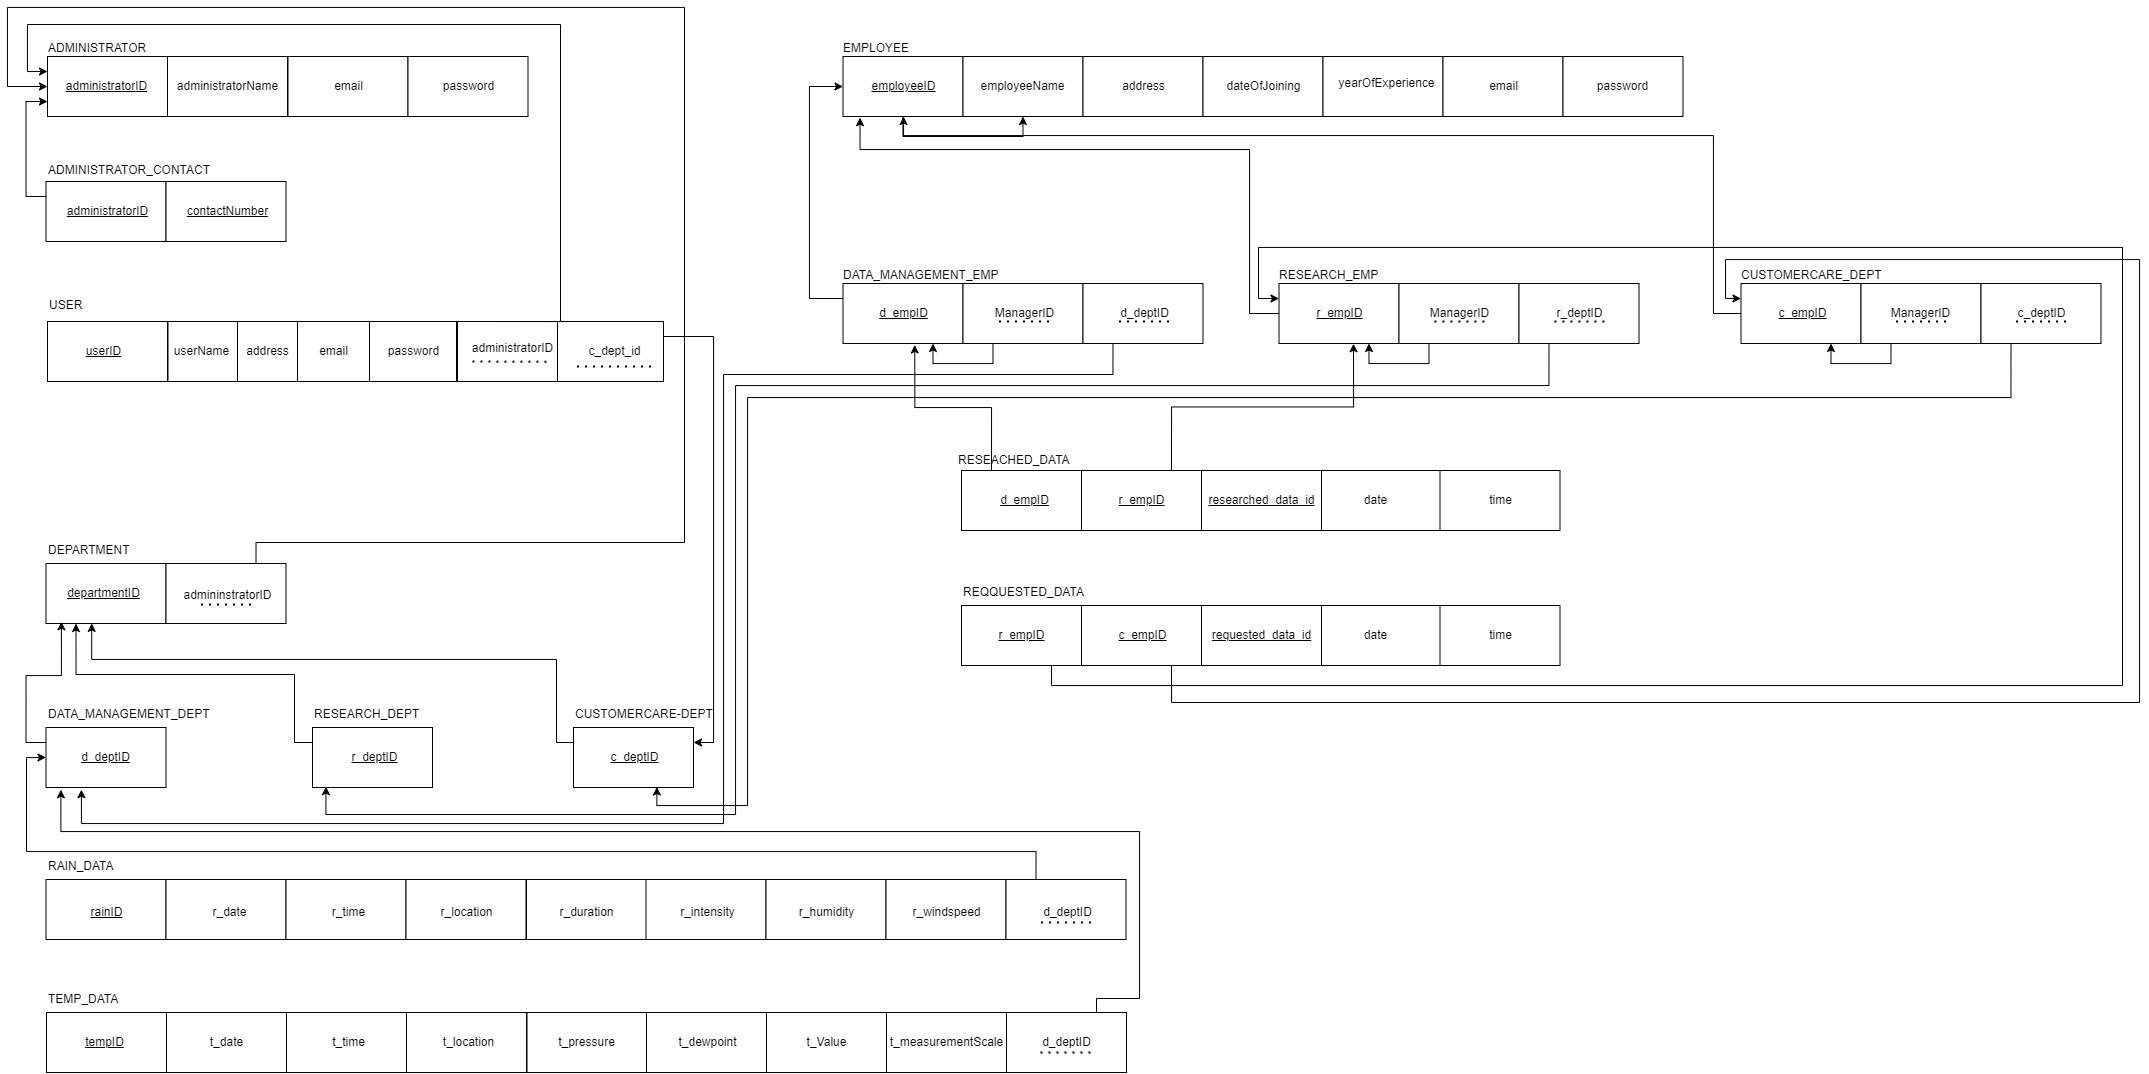 ADMINISTRATOR
administratorID administratorName email password
ADMINISTRATOR_CONTACT
administratorID contactNumber
USER
userID userName address email password administratorID c_dept_id
DEPARTMENT
departmentID admininstratorID
DATA_MANAGEMENT_DEPT RESEARCH_DEPT CUSTOMERCARE-DEPT
d_deptID r_deptID c_deptID
EMPLOYEE
employeeID employeeName address dateOfJoining yearOfExperience email password
DATA_MANAGEMENT_EMP RESEARCH_EMP CUSTOMERCARE_DEPT
d_empID ManagerID d_deptID r_empID ManagerID r_deptID c_empID ManagerID c_deptID
RESEACHED_DATA
d_empID r_empID researched_data_id date time
REQQUESTED_DATA
r_empID c_empID requested_data_id date time
RAIN_DATA
rainID r_date r_time r_location r_duration r_intensity r_humidity r_windspeed d_deptID
TEMP_DATA
tempID t_date t_time t_location t_pressure t_dewpoint t_Value t_measurementScale d_deptID